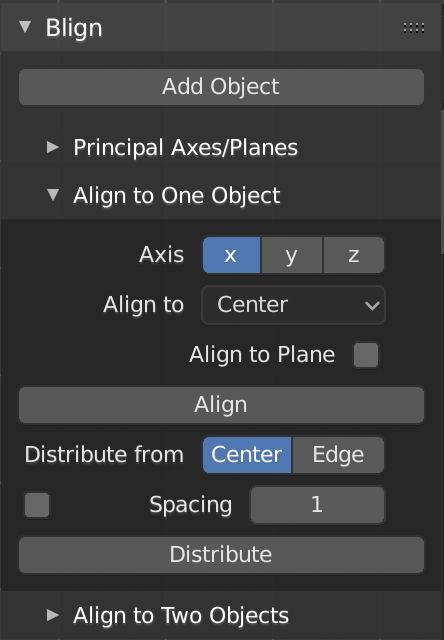 Blign
Add Object
Principal Axes/Planes
Align to One Object
Axis x y z
Align to Center
Align to Plane
Align
Distribute from Center Edge
Spacing 1
Distribute
Align to Two Objects